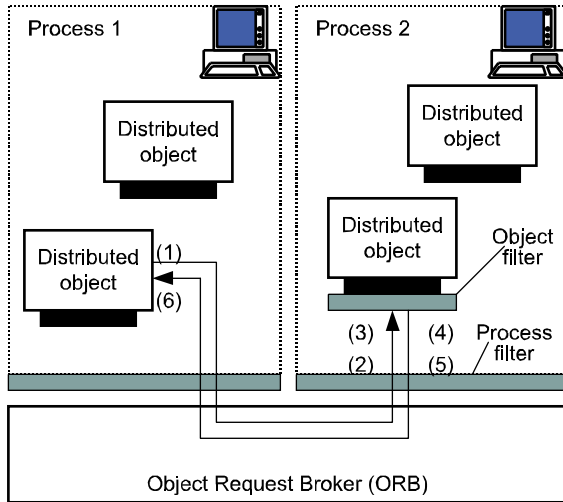 Process 1
Process 2
Distributed
object
Distributed
object
Distributed
object
(1)
(6)
Distributed
object
Object
filter
(3)
(4)
(2)
(5)
Process
filter
Object Request Broker (ORB)